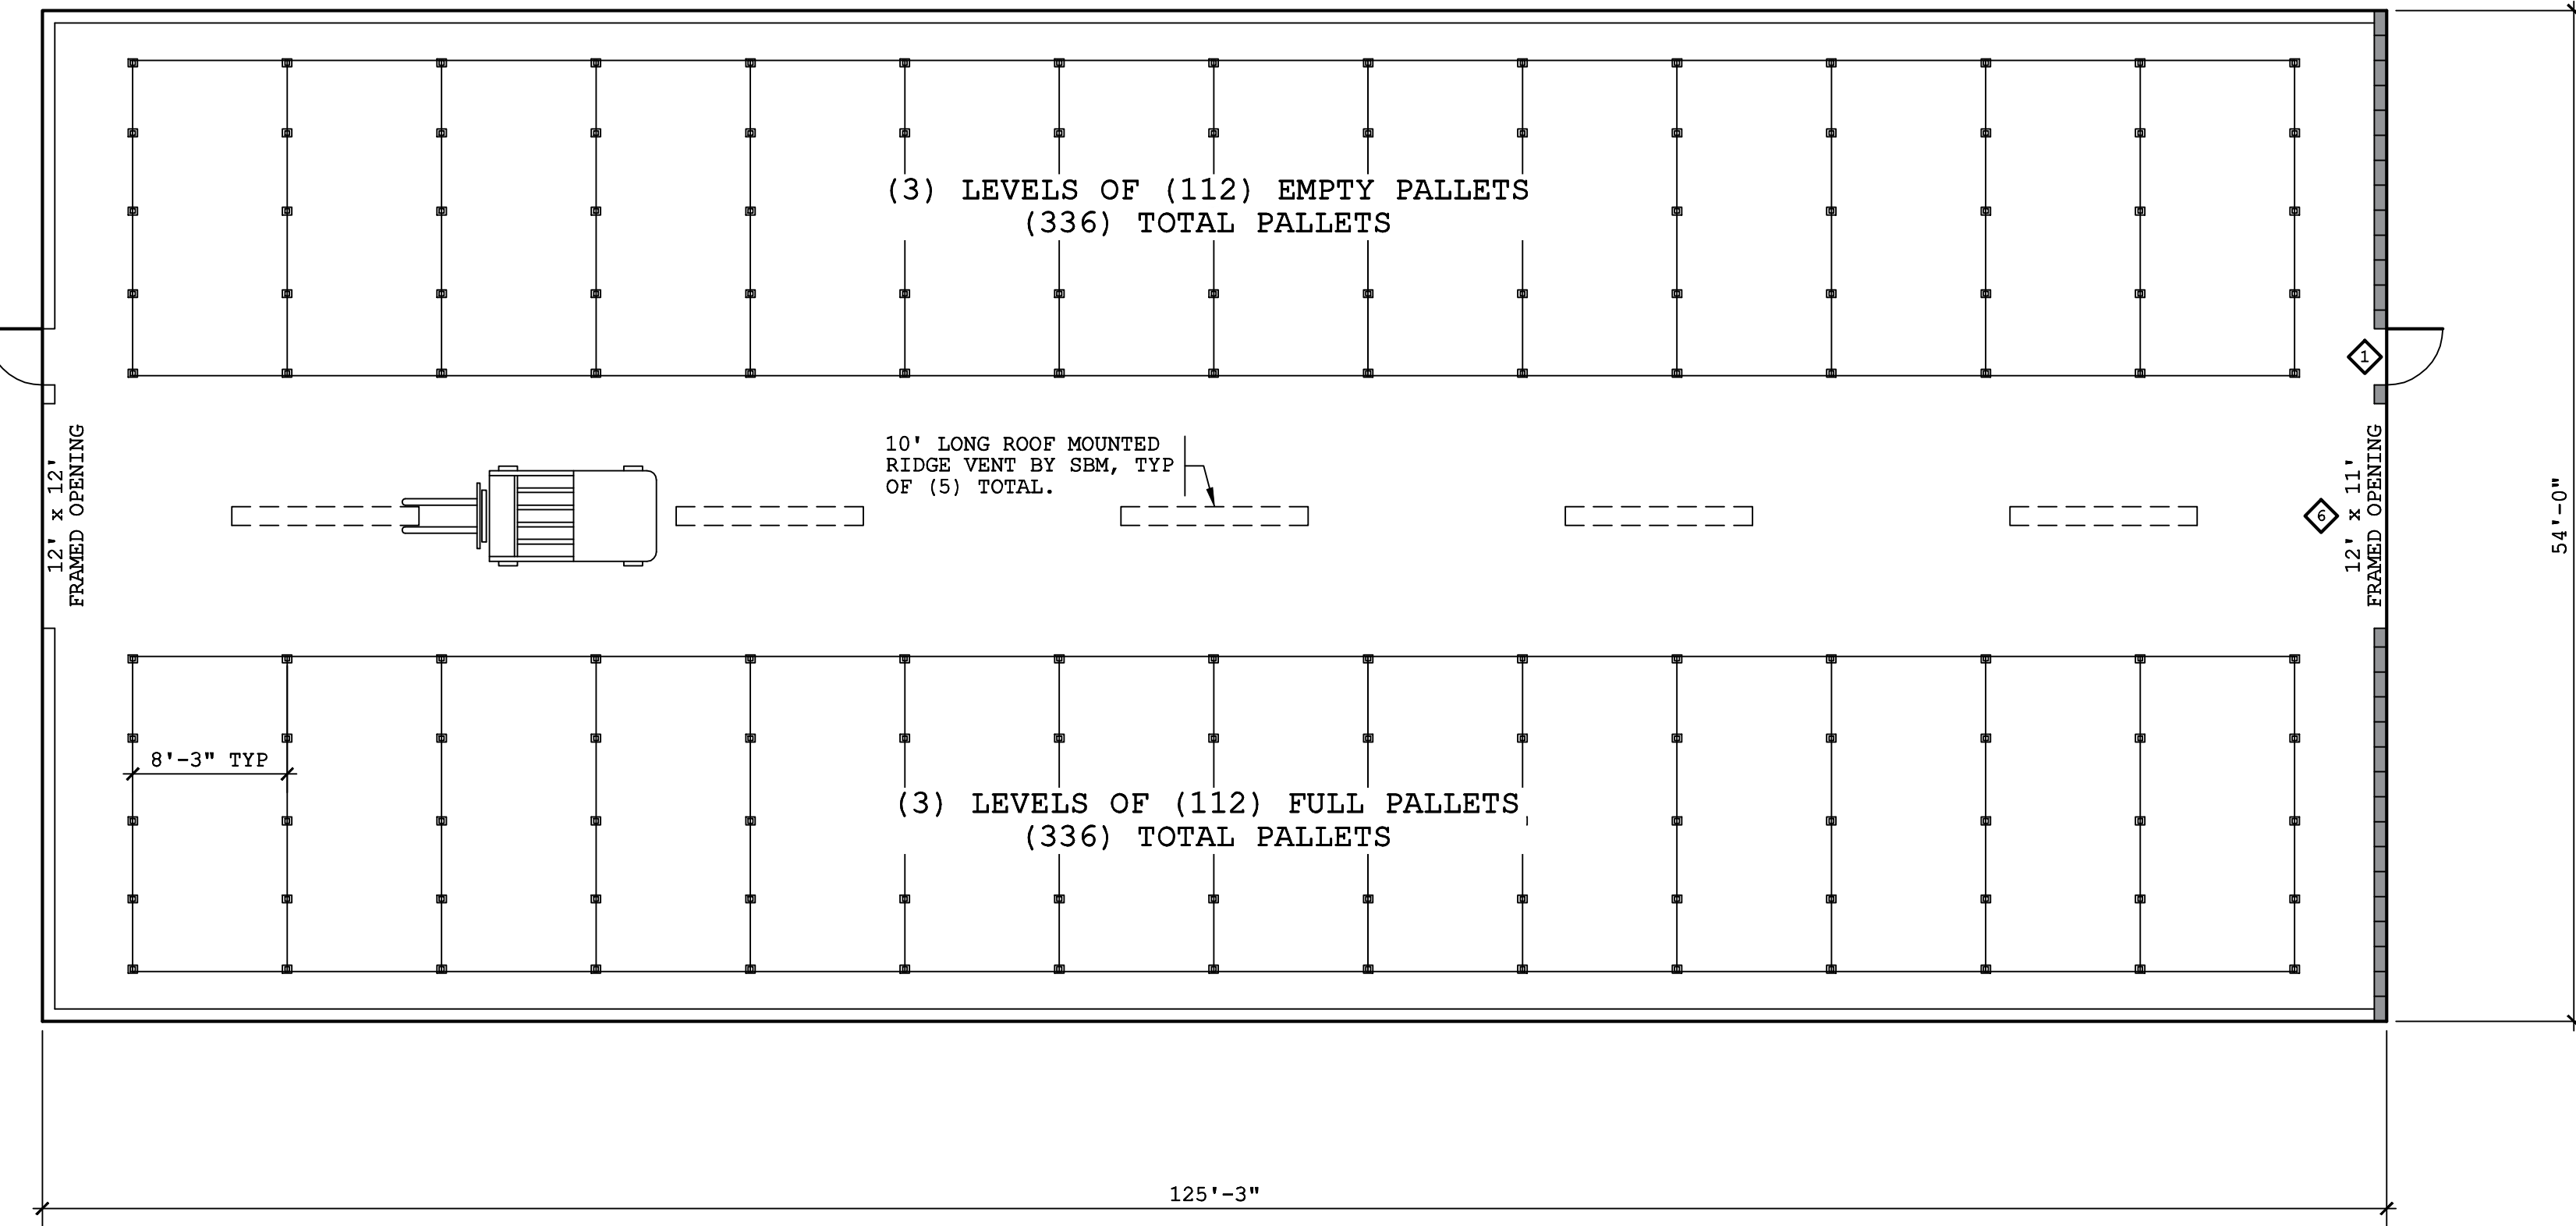 (3) LEVELS OF (112) EMPTY PALLETS
(336) TOTAL PALLETS
1
12' x 12'
FRAMED OPENING
10' LONG ROOF MOUNTED
RIDGE VENT BY SBM, TYP
OF (5) TOTAL.
6
12' x 11'
FRAMED OPENING
54'-0"
8'-3" TYP
(3) LEVELS OF (112) FULL PALLETS
(336) TOTAL PALLETS
125'-3"